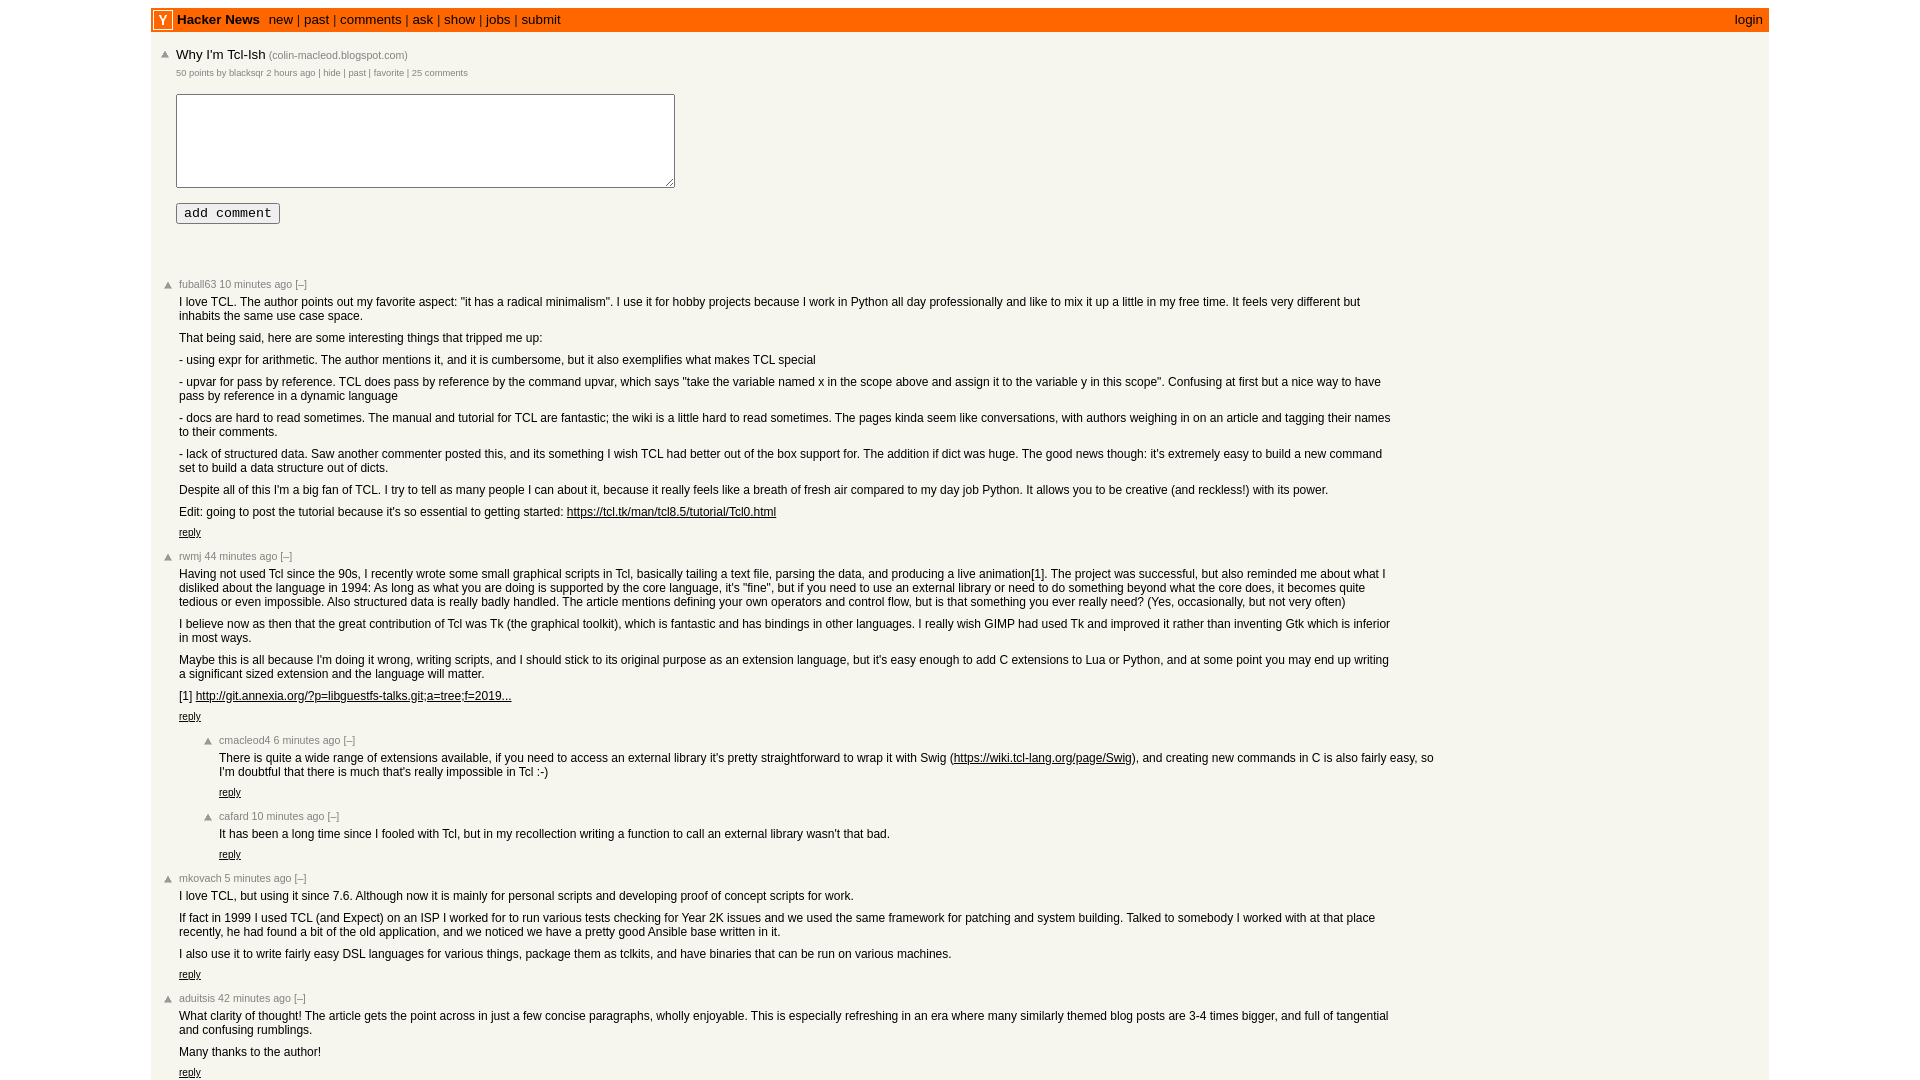 Y Hacker News new | past | comments | ask | show | jobs | submit login
Why I'm Tcl-Ish (colin-macleod.blogspot.com)
50 points by blacksqr 2 hours ago | hide | past | favorite | 25 comments
add comment
fuball63 10 minutes ago [–]
I love TCL. The author points out my favorite aspect: "it has a radical minimalism". I use it for hobby projects because I work in Python all day professionally and like to mix it up a little in my free time. It feels very different but
inhabits the same use case space.
That being said, here are some interesting things that tripped me up:
- using expr for arithmetic. The author mentions it, and it is cumbersome, but it also exemplifies what makes TCL special
- upvar for pass by reference. TCL does pass by reference by the command upvar, which says "take the variable named x in the scope above and assign it to the variable y in this scope". Confusing at first but a nice way to have
pass by reference in a dynamic language
- docs are hard to read sometimes. The manual and tutorial for TCL are fantastic; the wiki is a little hard to read sometimes. The pages kinda seem like conversations, with authors weighing in on an article and tagging their names
to their comments.
- lack of structured data. Saw another commenter posted this, and its something I wish TCL had better out of the box support for. The addition if dict was huge. The good news though: it's extremely easy to build a new command
set to build a data structure out of dicts.
Despite all of this I'm a big fan of TCL. I try to tell as many people I can about it, because it really feels like a breath of fresh air compared to my day job Python. It allows you to be creative (and reckless!) with its power.
Edit: going to post the tutorial because it's so essential to getting started: https://tcl.tk/man/tcl8.5/tutorial/Tcl0.html
reply
rwmj 44 minutes ago [–]
Having not used Tcl since the 90s, I recently wrote some small graphical scripts in Tcl, basically tailing a text file, parsing the data, and producing a live animation[1]. The project was successful, but also reminded me about what I
disliked about the language in 1994: As long as what you are doing is supported by the core language, it's "fine", but if you need to use an external library or need to do something beyond what the core does, it becomes quite
tedious or even impossible. Also structured data is really badly handled. The article mentions defining your own operators and control flow, but is that something you ever really need? (Yes, occasionally, but not very often)
I believe now as then that the great contribution of Tcl was Tk (the graphical toolkit), which is fantastic and has bindings in other languages. I really wish GIMP had used Tk and improved it rather than inventing Gtk which is inferior
in most ways.
Maybe this is all because I'm doing it wrong, writing scripts, and I should stick to its original purpose as an extension language, but it's easy enough to add C extensions to Lua or Python, and at some point you may end up writing
a significant sized extension and the language will matter.
[1] http://git.annexia.org/?p=libguestfs-talks.git;a=tree;f=2019...
reply
cmacleod4 6 minutes ago [–]
There is quite a wide range of extensions available, if you need to access an external library it's pretty straightforward to wrap it with Swig (https://wiki.tcl-lang.org/page/Swig), and creating new commands in C is also fairly easy, so
I'm doubtful that there is much that's really impossible in Tcl :-)
reply
cafard 10 minutes ago [–]
It has been a long time since I fooled with Tcl, but in my recollection writing a function to call an external library wasn't that bad.
reply
mkovach 5 minutes ago [–]
I love TCL, but using it since 7.6. Although now it is mainly for personal scripts and developing proof of concept scripts for work.
If fact in 1999 I used TCL (and Expect) on an ISP I worked for to run various tests checking for Year 2K issues and we used the same framework for patching and system building. Talked to somebody I worked with at that place
recently, he had found a bit of the old application, and we noticed we have a pretty good Ansible base written in it.
I also use it to write fairly easy DSL languages for various things, package them as tclkits, and have binaries that can be run on various machines.
reply
aduitsis 42 minutes ago [–]
What clarity of thought! The article gets the point across in just a few concise paragraphs, wholly enjoyable. This is especially refreshing in an era where many similarly themed blog posts are 3-4 times bigger, and full of tangential
and confusing rumblings.
Many thanks to the author!
reply